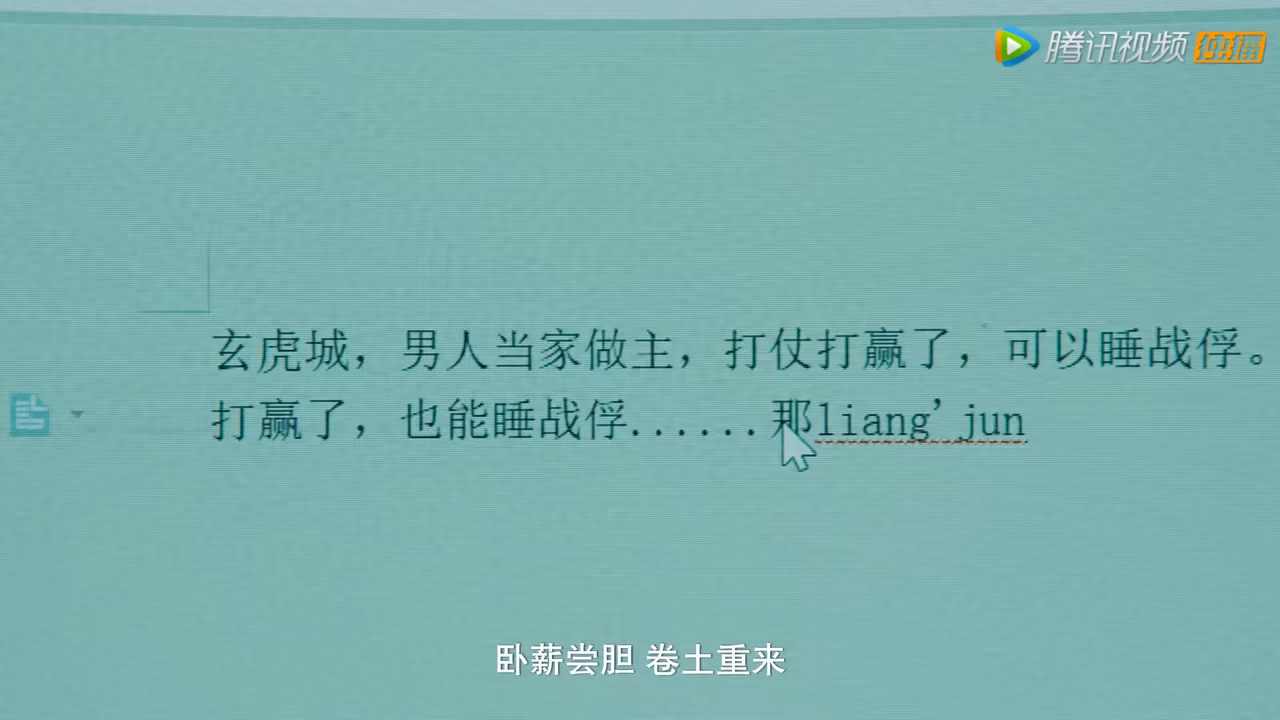 腾讯视频 独播
玄虎城，男人当家做主，打仗打赢了，可以睡战俘。
打赢了，也能睡战俘......那liang'jun
卧薪尝胆 卷土重来